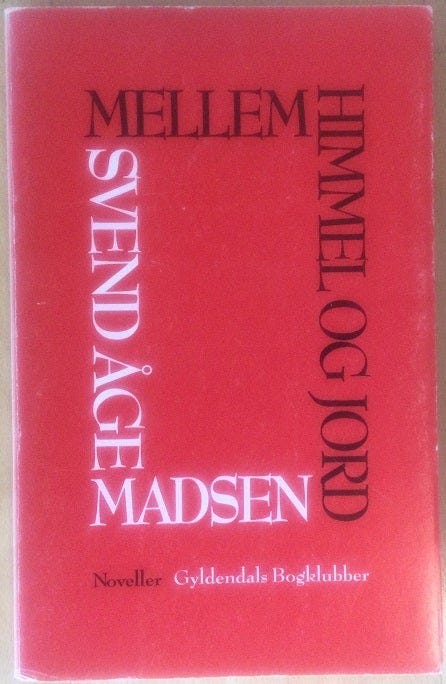 MELLEM
HIMMEL OG JORD
SVEND ÅGE
MADSEN
Noveller Gyldendals Bogklubber